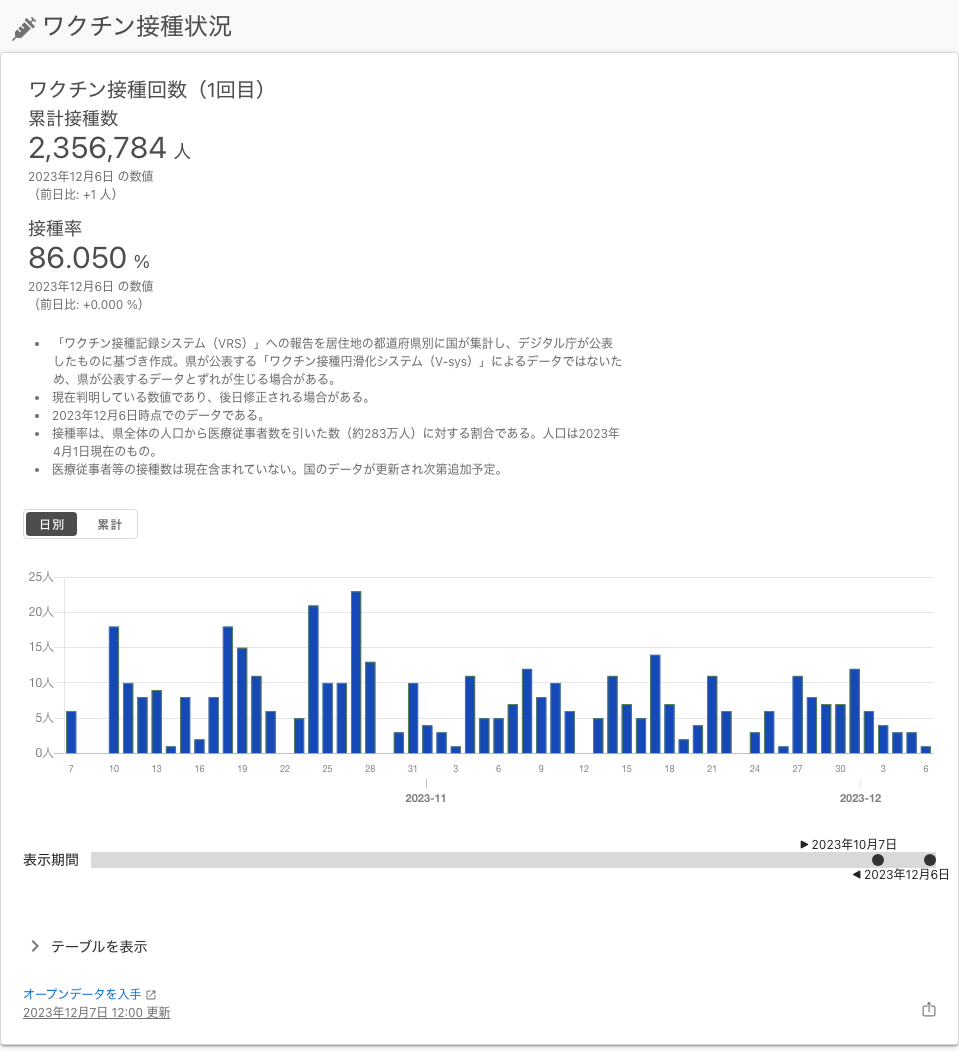 ワクチン接種状況
ワクチン接種回数（1回目）
累計接種数
2,356,784 人
2023年12月6日 の数値
（前日比: +1 人）
接種率
86.050 %
2023年12月6日 の数値
（前日比: +0.000 %）
• 「ワクチン接種記録システム（VRS）」への報告を居住地の都道府県別に国が集計し、デジタル庁が公表
したものに基づき作成。県が公表する「ワクチン接種円滑化システム（V-sys）」によるデータではないた
め、県が公表するデータとずれが生じる場合がある。
• 現在判明している数値であり、後日修正される場合がある。
• 2023年12月6日時点でのデータである。
• 接種率は、県全体の人口から医療従事者数を引いた数（約283万人）に対する割合である。人口は2023年
4月1日現在のもの。
• 医療従事者等の接種数は現在含まれていない。国のデータが更新され次第追加予定。
日別 累計
25人
20人
15人
10人
5人
0人
7 10 13 16 19 22 25 28 31 3 6 9 12 15 18 21 24 27 30 3 6
2023-11 2023-12
▶ 2023年10月7日
表示期間
◀ 2023年12月6日
テーブルを表示
オープンデータを入手
2023年12月7日 12:00 更新